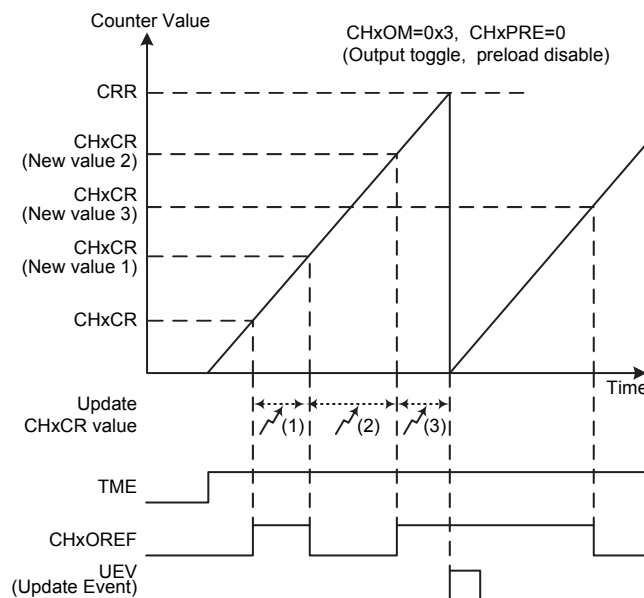 Counter Value
CHxOM=0x3, CHxPRE=0
(Output toggle, preload disable)
CRR
CHxCR
(New value 2)
CHxCR
(New value 3)
CHxCR
(New value 1)
CHxCR
Time
Update
CHxCR value
(1)
(2)
(3)
TME
CHxOREF
UEV
(Update Event)